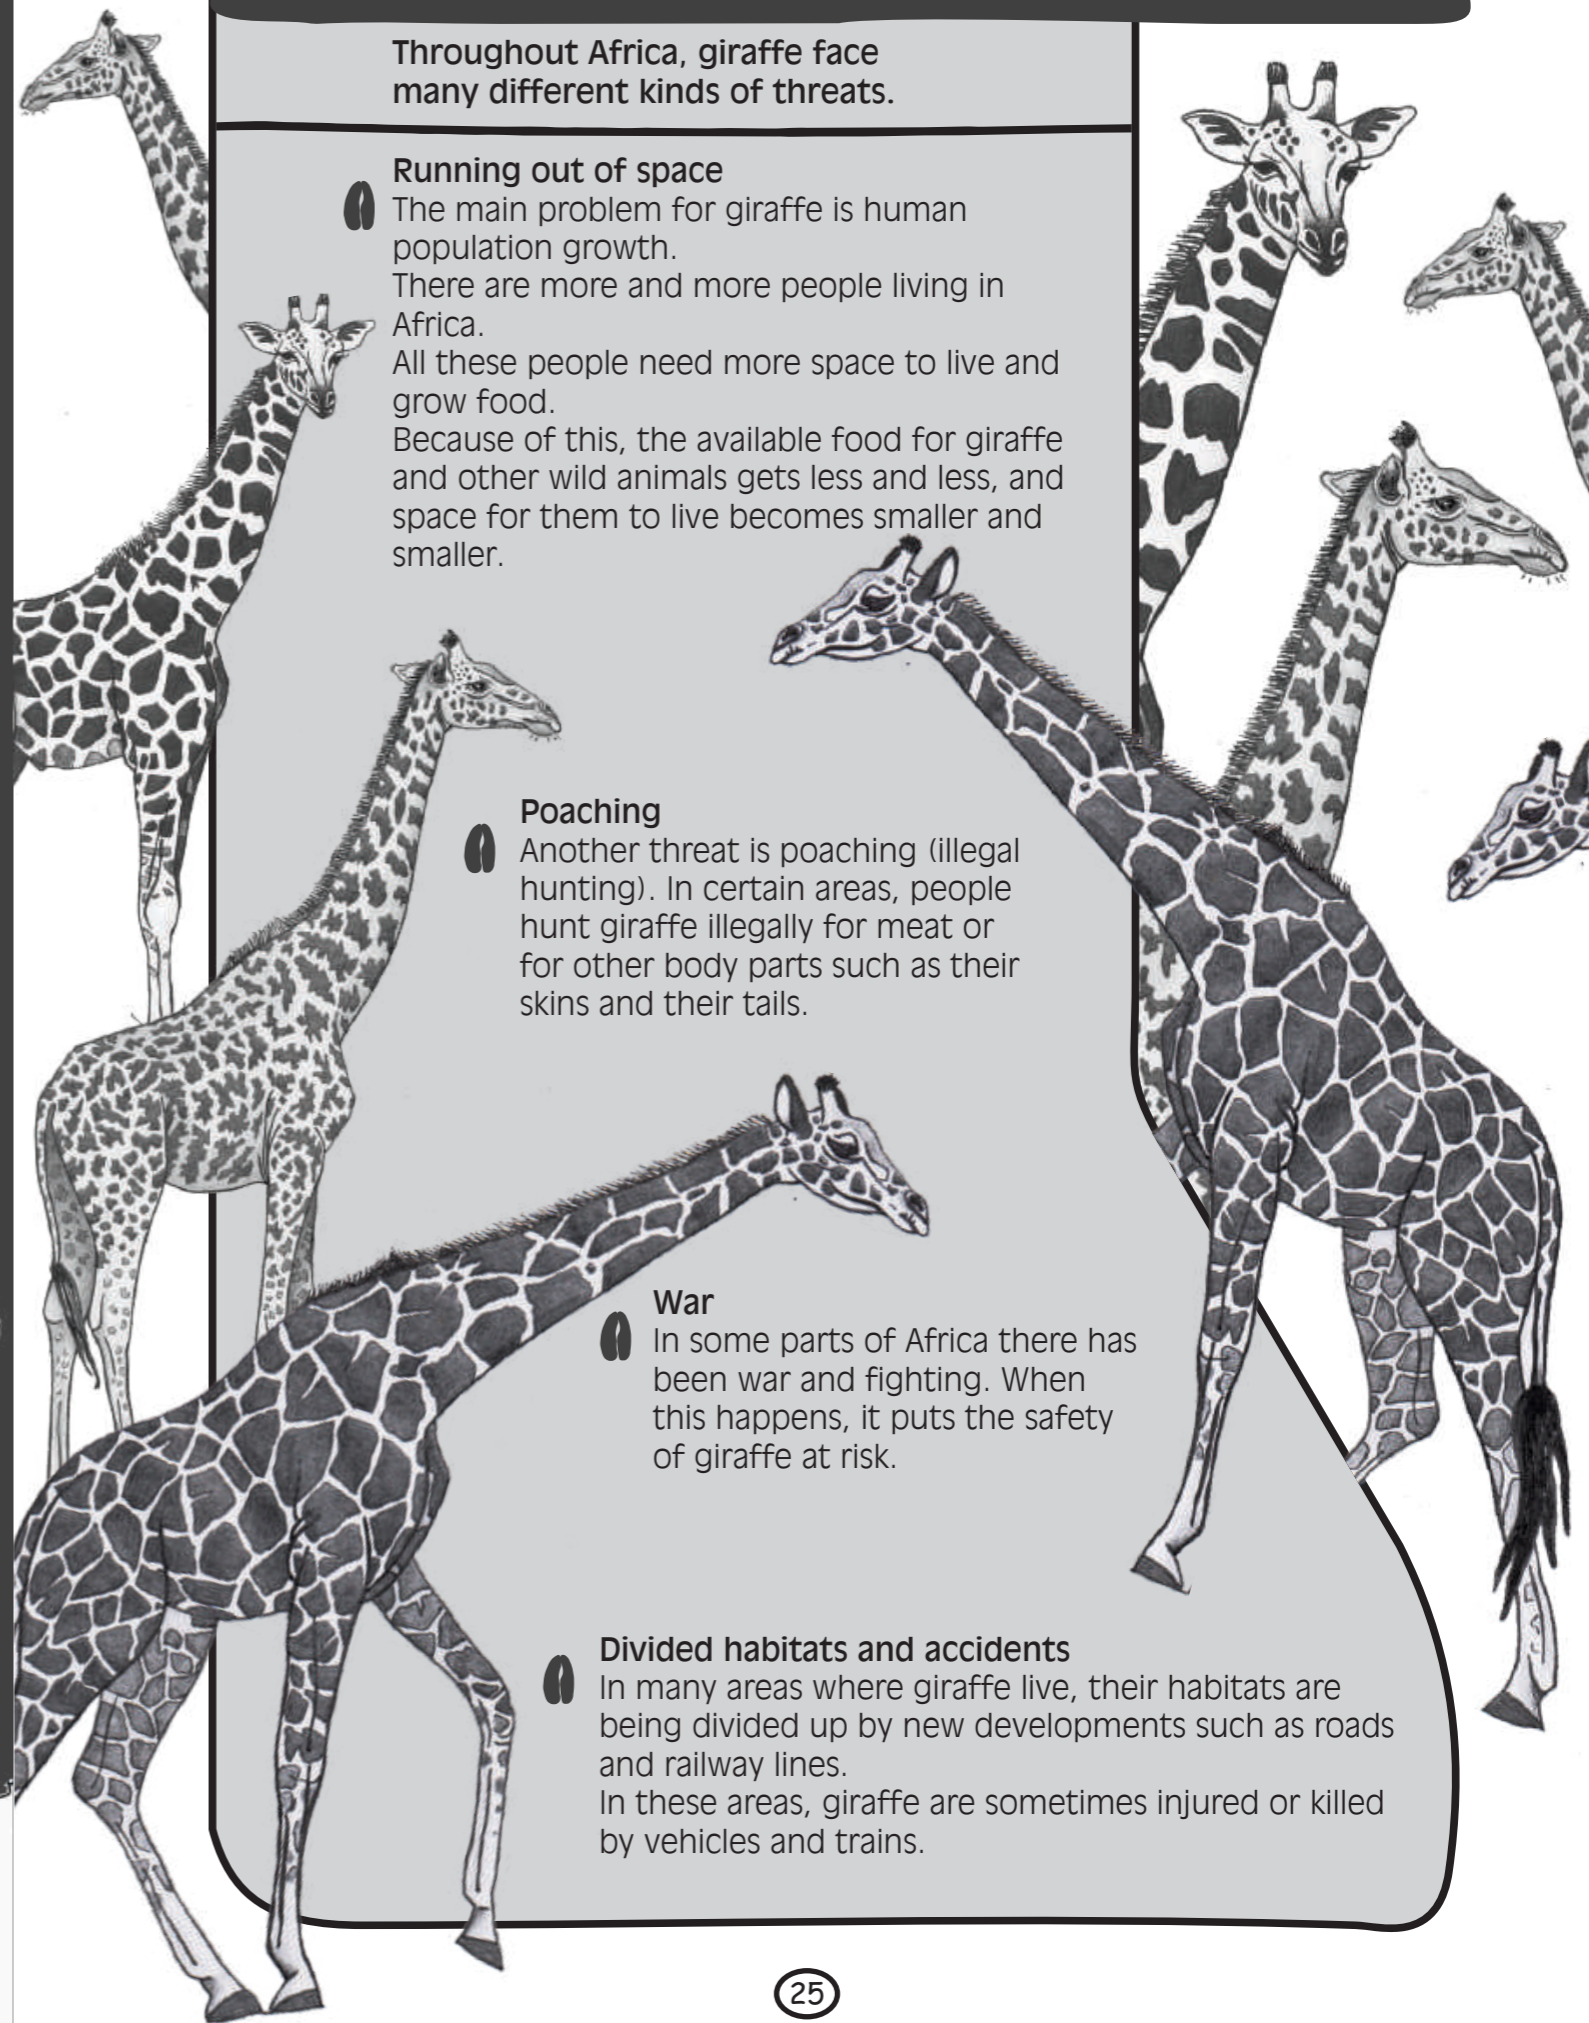 Throughout Africa, giraffe face
many different kinds of threats.
Running out of space
The main problem for giraffe is human
population growth.
There are more and more people living in
Africa.
All these people need more space to live and
grow food.
Because of this, the available food for giraffe
and other wild animals gets less and less, and
space for them to live becomes smaller and
smaller.
Poaching
Another threat is poaching (illegal
hunting). In certain areas, people
hunt giraffe illegally for meat or
for other body parts such as their
skins and their tails.
War
In some parts of Africa there has
been war and fighting. When
this happens, it puts the safety
of giraffe at risk.
Divided habitats and accidents
In many areas where giraffe live, their habitats are
being divided up by new developments such as roads
and railway lines.
In these areas, giraffe are sometimes injured or killed
by vehicles and trains.
25